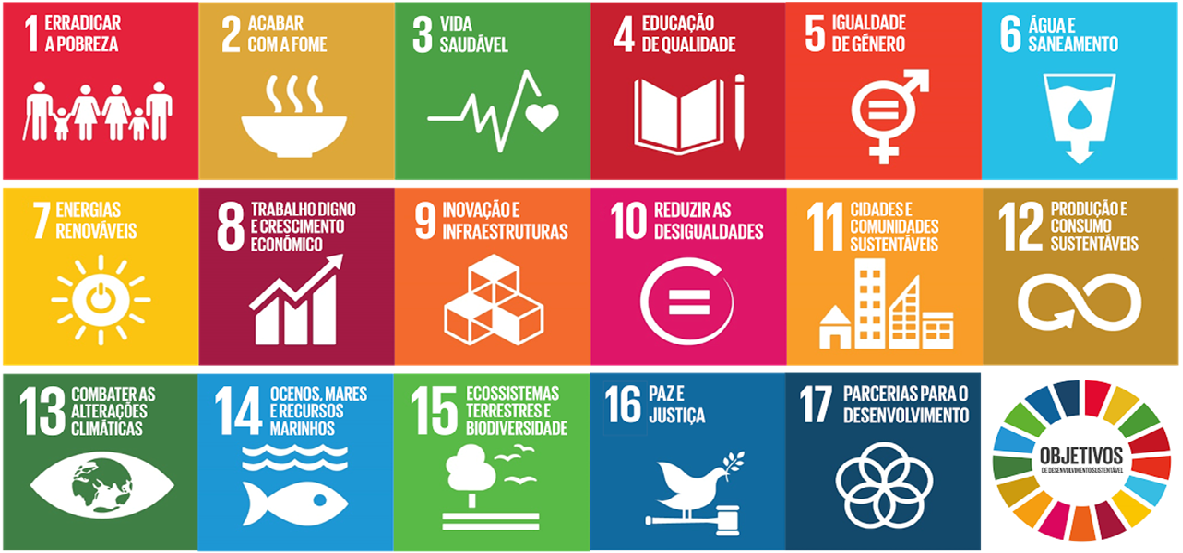 1 ERRADICAR
A POBREZA
2 ACABAR
COM A FOME
3 VIDA
SAUDÁVEL
4 EDUCAÇÃO
DE QUALIDADE
5 IGUALDADE
DE GÉNERO
6 ÁGUA E
SANEAMENTO
7 ENERGIAS
RENOVÁVEIS
8 TRABALHO DIGNO
E CRESCIMENTO
ECONÓMICO
9 INOVAÇÃO E
INFRAESTRUTURAS
10 REDUZIR AS
DESIGUALDADES
11 CIDADES E
COMUNIDADES
SUSTENTÁVEIS
12 PRODUÇÃO E
CONSUMO
SUSTENTÁVEIS
13 COMBATER AS
ALTERAÇÕES
CLIMÁTICAS
14 OCENOS, MARES
E RECURSOS
MARINHOS
15 ECOSSISTEMAS
TERRESTRES E
BIODIVERSIDADE
16 PAZ E
JUSTIÇA
17 PARCERIAS PARA O
DESENVOLVIMENTO
OBJETIVOS
DE DESENVOLVIMENTO SUSTENTÁVEL